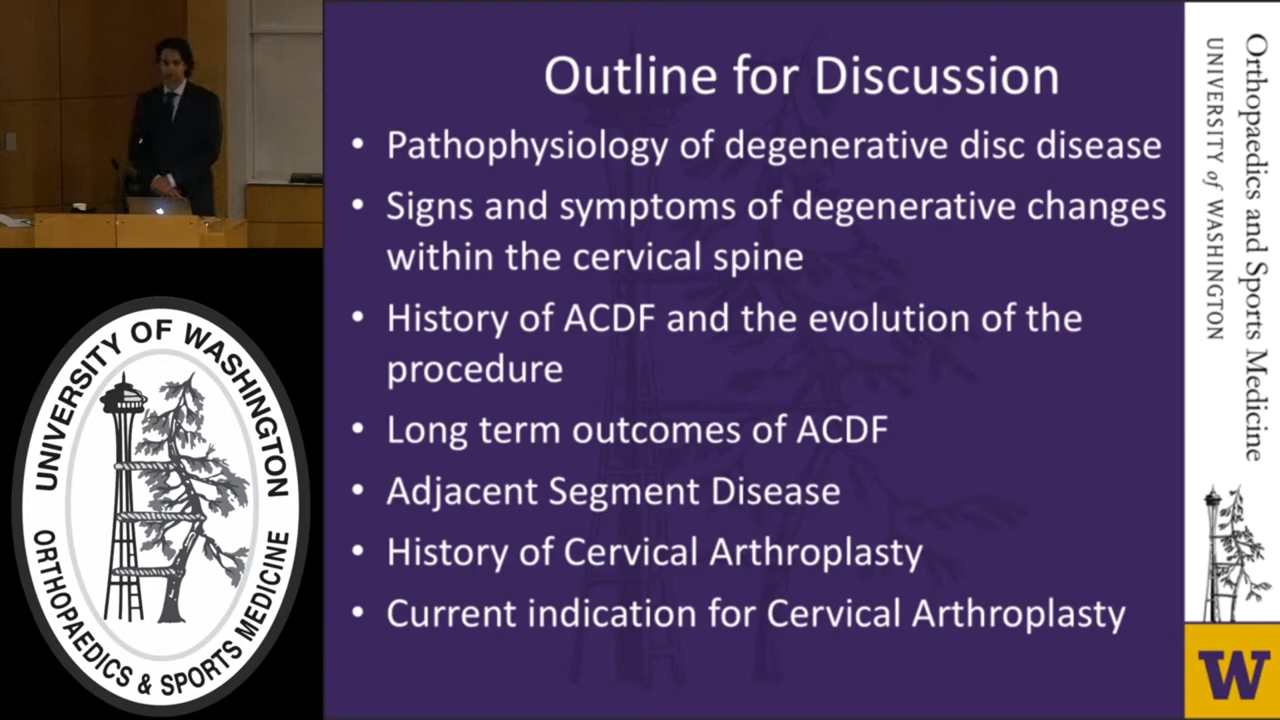 Outline for Discussion
• Pathophysiology of degenerative disc disease
• Signs and symptoms of degenerative changes
within the cervical spine
• History of ACDF and the evolution of the
procedure
• Long term outcomes of ACDF
• Adjacent Segment Disease
• History of Cervical Arthroplasty
• Current indication for Cervical Arthroplasty
UNIVERSITY OF WASHINGTON
ORTHOPAEDICS & SPORTS MEDICINE
Orthopaedics and Sports Medicine
UNIVERSITY of WASHINGTON
W